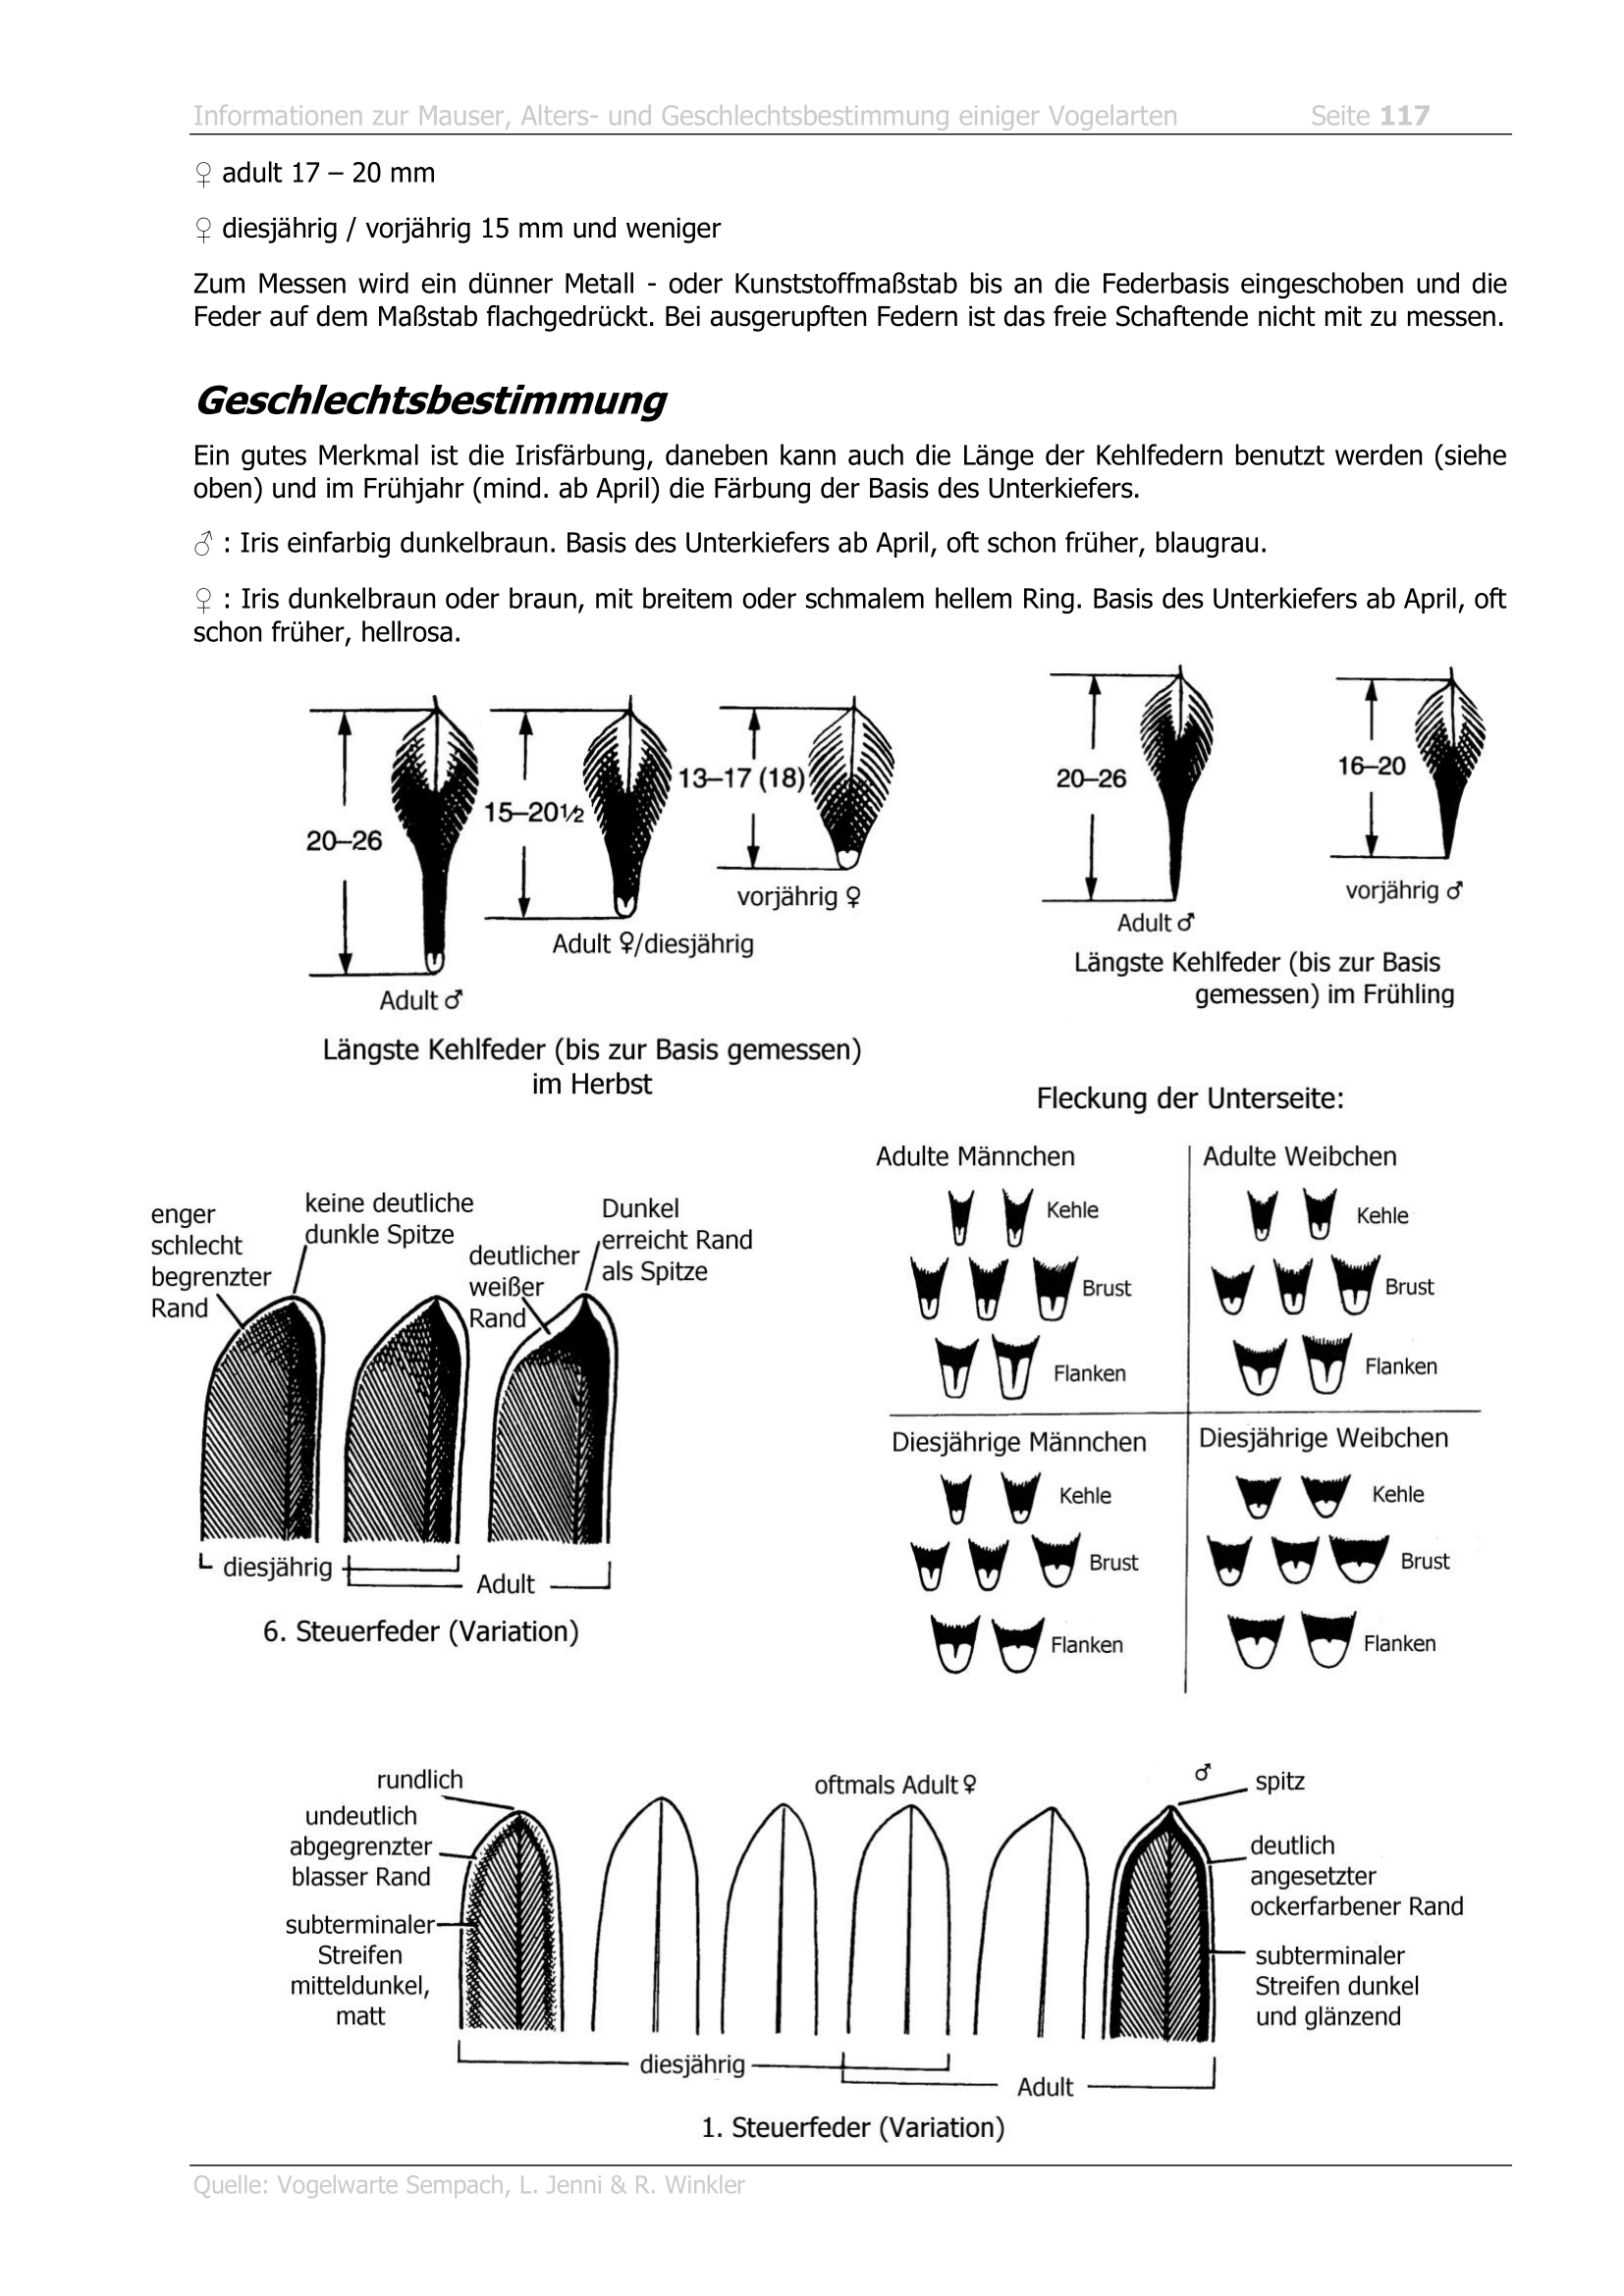 Informationen zur Mauser, Alters- und Geschlechtsbestimmung einiger Vogelarten Seite 117
♀ adult 17 – 20 mm
♀ diesjährig / vorjährig 15 mm und weniger
Zum Messen wird ein dünner Metall - oder Kunststoffmaßstab bis an die Federbasis eingeschoben und die
Feder auf dem Maßstab flachgedrückt. Bei ausgerupften Federn ist das freie Schaftende nicht mit zu messen.
Geschlechtsbestimmung
Ein gutes Merkmal ist die Irisfärbung, daneben kann auch die Länge der Kehlfedern benutzt werden (siehe
oben) und im Frühjahr (mind. ab April) die Färbung der Basis des Unterkiefers.
♂ : Iris einfarbig dunkelbraun. Basis des Unterkiefers ab April, oft schon früher, blaugrau.
♀ : Iris dunkelbraun oder braun, mit breitem oder schmalem hellem Ring. Basis des Unterkiefers ab April, oft
schon früher, hellrosa.
20–26
15–20½
13–17 (18)
vorjährig ♀
Adult ♀/diesjährig
Adult ♂
Längste Kehlfeder (bis zur Basis gemessen)
im Herbst
20–26
16–20
vorjährig ♂
Adult ♂
Längste Kehlfeder (bis zur Basis
gemessen) im Frühling
Fleckung der Unterseite:
Adulte Männchen
Kehle
Brust
Flanken
Adulte Weibchen
Kehle
Brust
Flanken
Diesjährige Männchen
Kehle
Brust
Flanken
Diesjährige Weibchen
Kehle
Brust
Flanken
enger
schlecht
begrenzter
Rand
keine deutliche
dunkle Spitze
deutlicher
weißer
Rand
Dunkel
erreicht Rand
als Spitze
diesjährig
Adult
6. Steuerfeder (Variation)
rundlich
undeutlich
abgegrenzter
blasser Rand
subterminaler
Streifen
mitteldunkel,
matt
oftmals Adult ♀
♂
spitz
deutlich
angesetzter
ockerfarbener Rand
subterminaler
Streifen dunkel
und glänzend
diesjährig
Adult
1. Steuerfeder (Variation)
Quelle: Vogelwarte Sempach, L. Jenni & R. Winkler